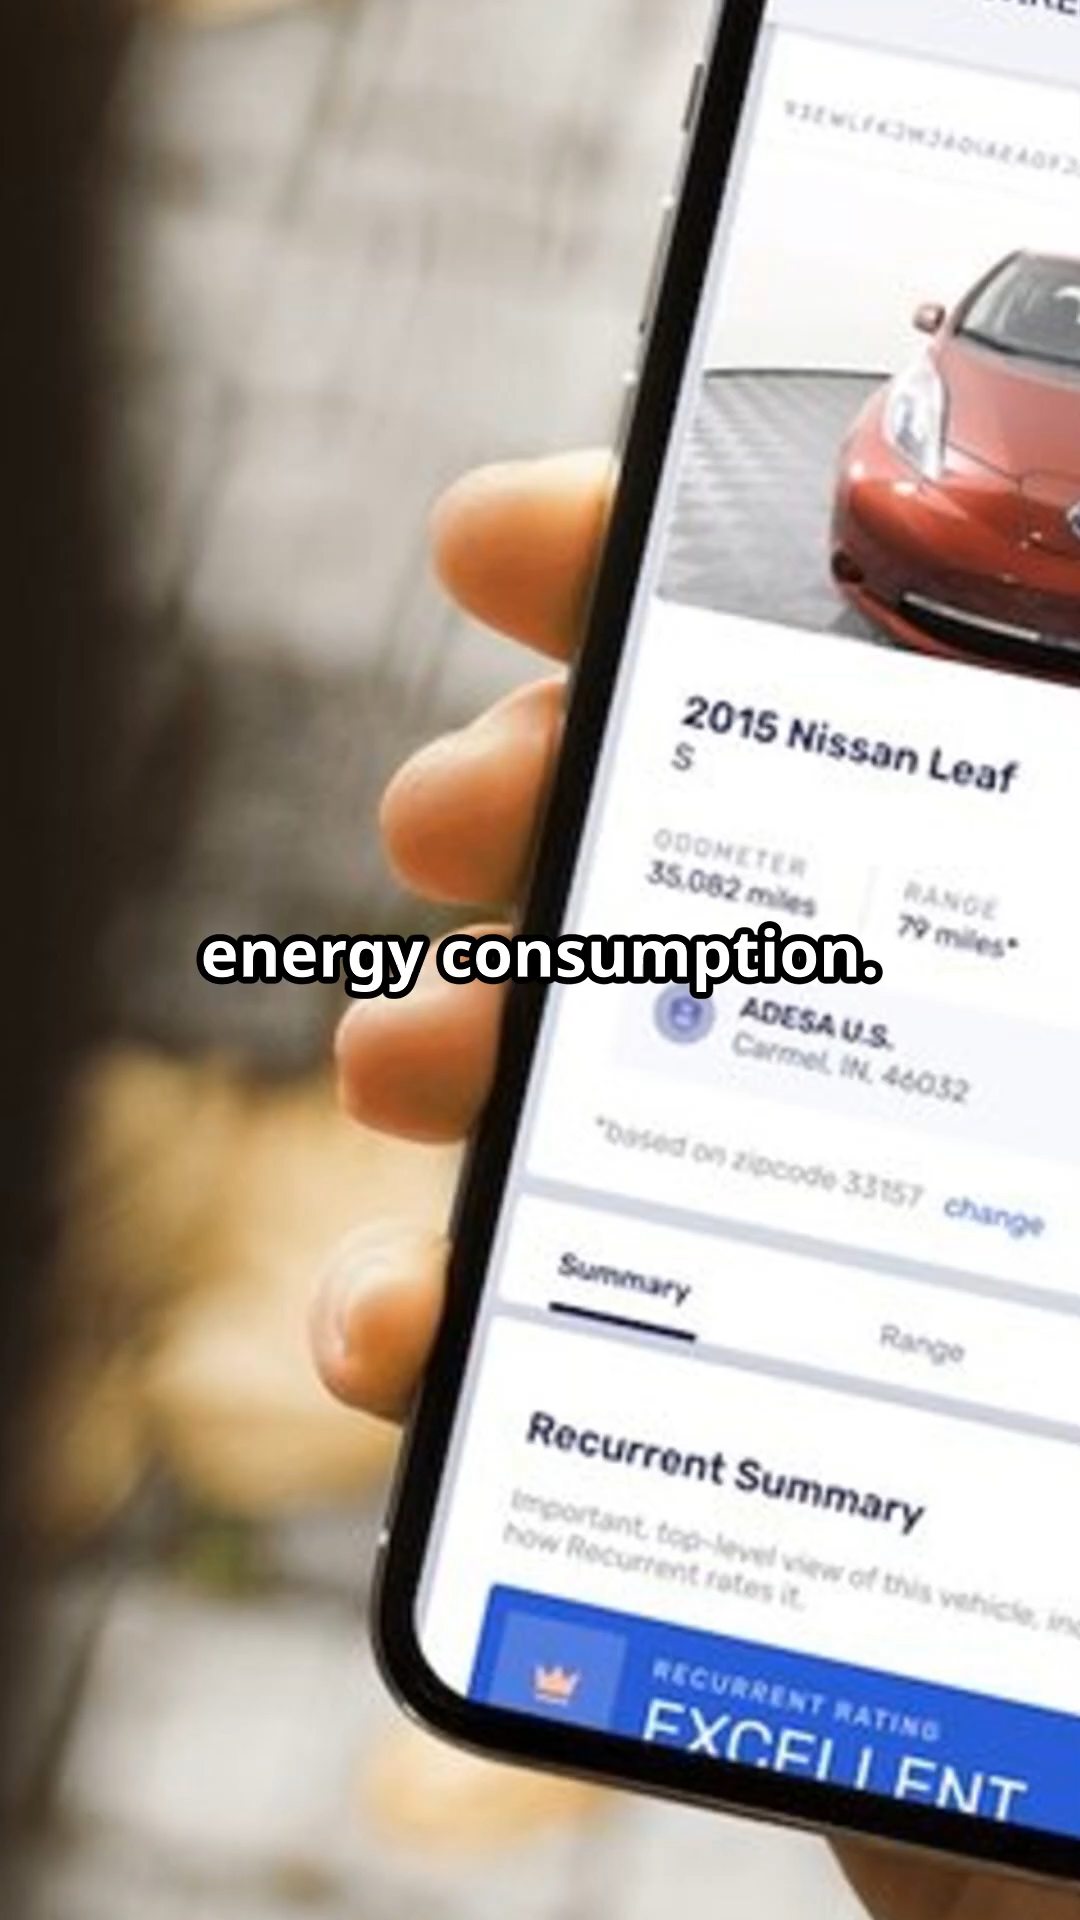 2015 Nissan Leaf
S
ODOMETER
35,082 miles
RANGE
79 miles*
energy consumption.
ADESA U.S.
Carmel, IN, 46032
*based on zipcode 33157 change
Summary
Range
Recurrent Summary
Important, top-level view of this vehicle,
how Recurrent rates it.
RECURRENT RATING
EXCELLENT